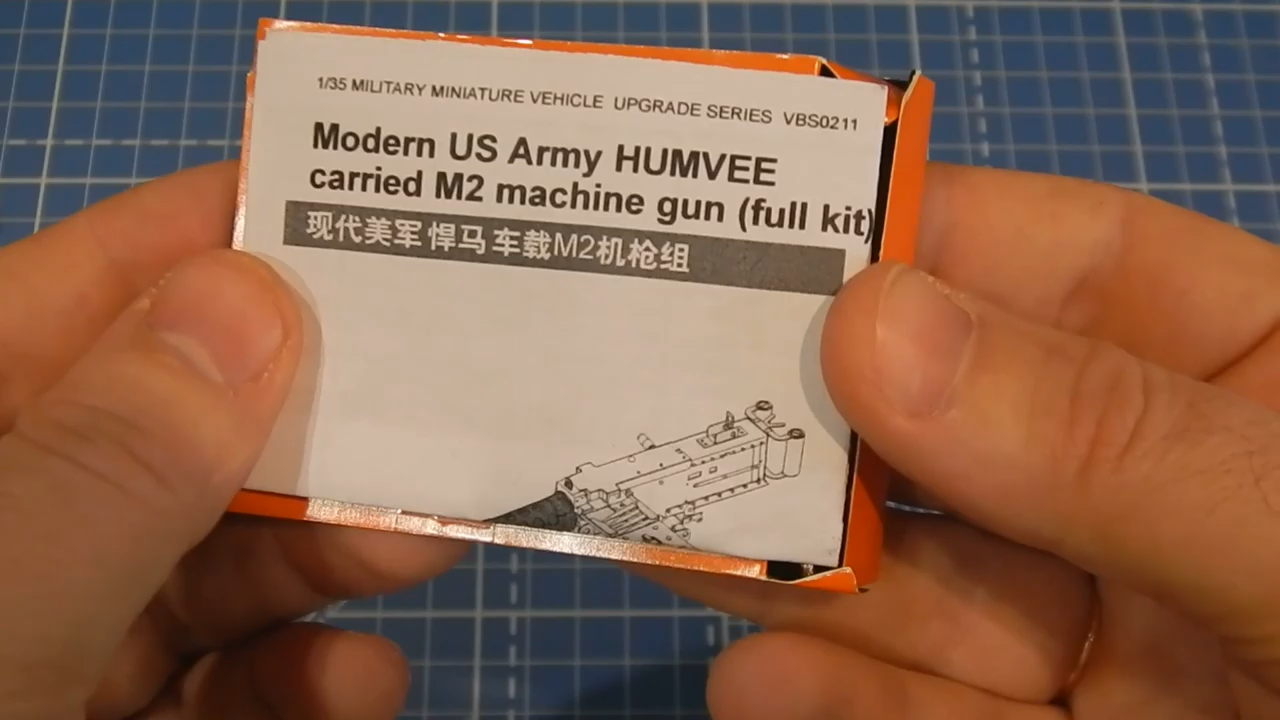 1/35 MILITARY MINIATURE VEHICLE UPGRADE SERIES VBS0211
Modern US Army HUMVEE
carried M2 machine gun (full kit)
现代美军悍马车载M2机枪组